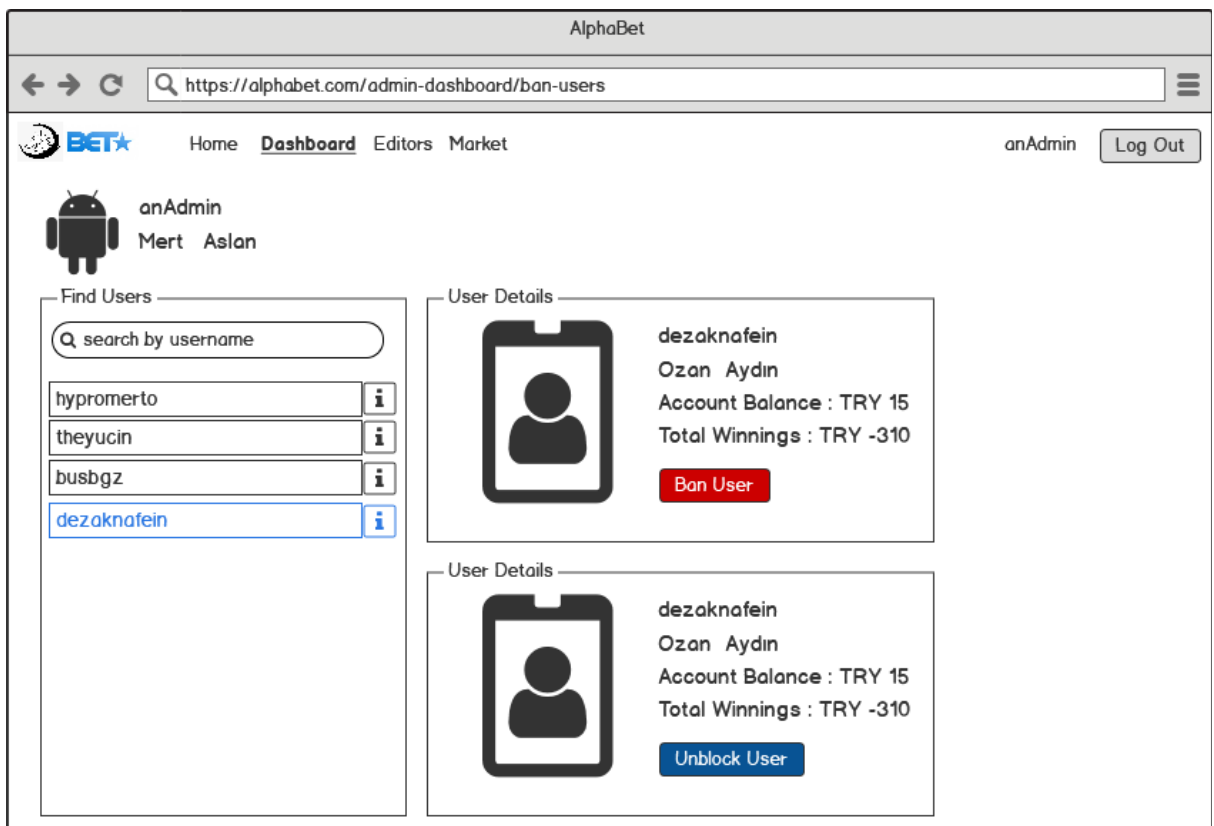 AlphaBet
https://alphabet.com/admin-dashboard/ban-users
BET
Home Dashboard Editors Market
anAdmin
Log Out
anAdmin
Mert Aslan
Find Users
search by username
hypromerto
i
theyucin
i
busbgz
i
dezaknafein
i
User Details
dezaknafein
Ozan Aydın
Account Balance : TRY 15
Total Winnings : TRY -310
Ban User
User Details
dezaknafein
Ozan Aydın
Account Balance : TRY 15
Total Winnings : TRY -310
Unblock User